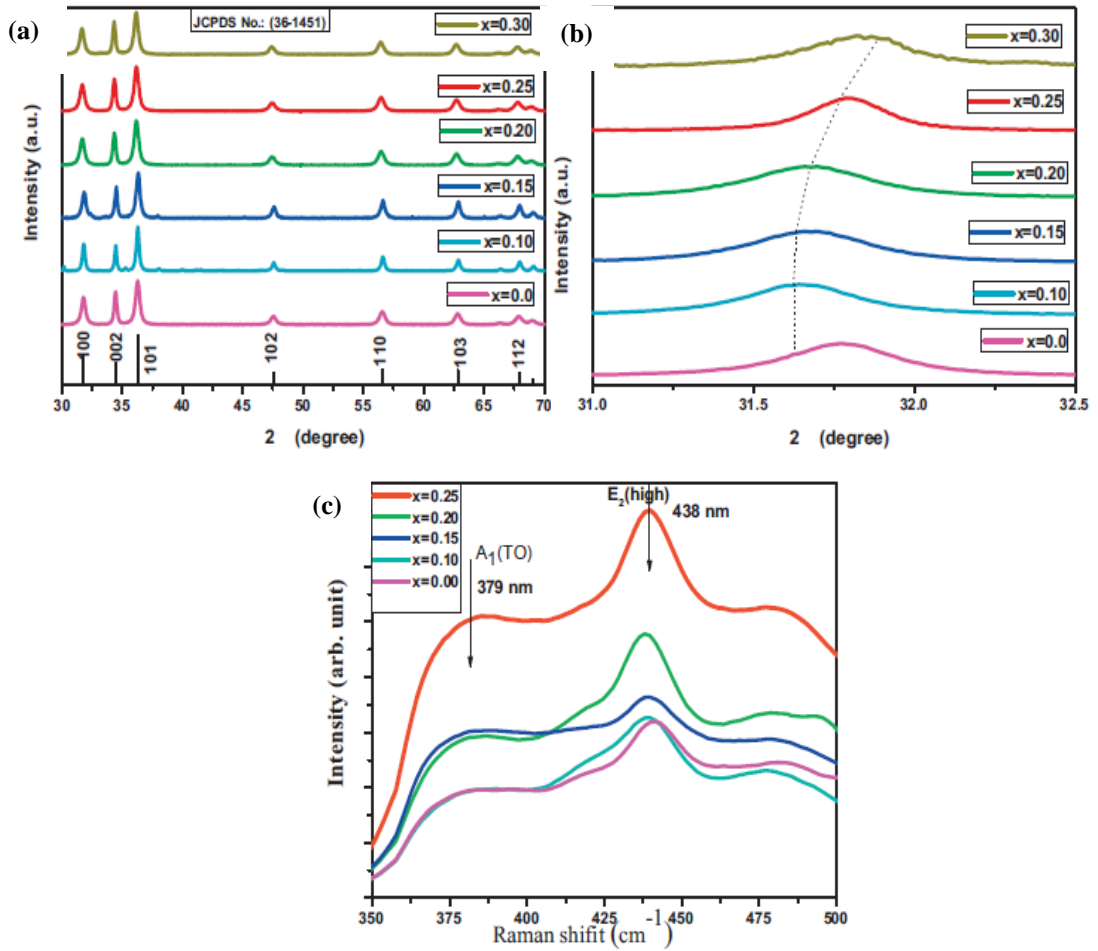 (a)
JCPDS No.: (36-1451)
x=0.30
x=0.25
x=0.20
x=0.15
x=0.10
x=0.0
100
002
101
102
110
103
112
30 35 40 45 50 55 60 65 70
2 (degree)
Intensity (a.u.)
(b)
x=0.30
x=0.25
x=0.20
x=0.15
x=0.10
x=0.0
31.0 31.5 32.0 32.5
2 (degree)
Intensity (a.u.)
(c)
x=0.25
x=0.20
x=0.15
x=0.10
x=0.00
E2(high)
438 nm
A1(TO)
379 nm
Intensity (arb. unit)
350 375 400 425 450 475 500
Raman shifit (cm-1)